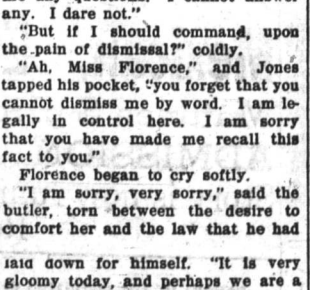 any. I dare not."
"But if I should command, upon
the pain of dismissal?" coldly.
"Ah, Miss Florence," and Jones
tapped his pocket, "you forget that you
cannot dismiss me by word. I am le-
gally in control here. I am sorry
that you have made me recall this
fact to you."
Florence began to cry softly.
"I am sorry, very sorry," said the
butler, torn between the desire to
comfort her and the law that he had
laid down for himself. "It is very
gloomy today, and perhaps we are a